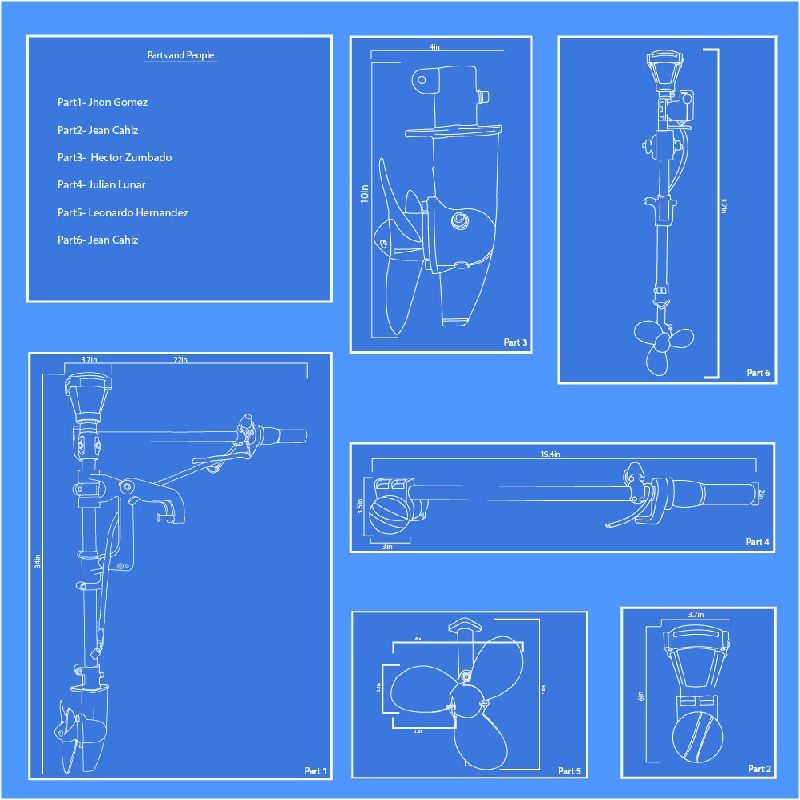 Parts and People
Part1- Jhon Gomez
Part2- Jean Cahiz
Part3- Hector Zumbado
Part4- Julian Lunar
Part5- Leonardo Hernandez
Part6- Jean Cahiz
4in
10in
Part 3
Part 6
3.7in
22in
34in
Part 1
19.4in
3.5in
2in
3in
Part 4
Part 5
3.7in
6in
Part 2